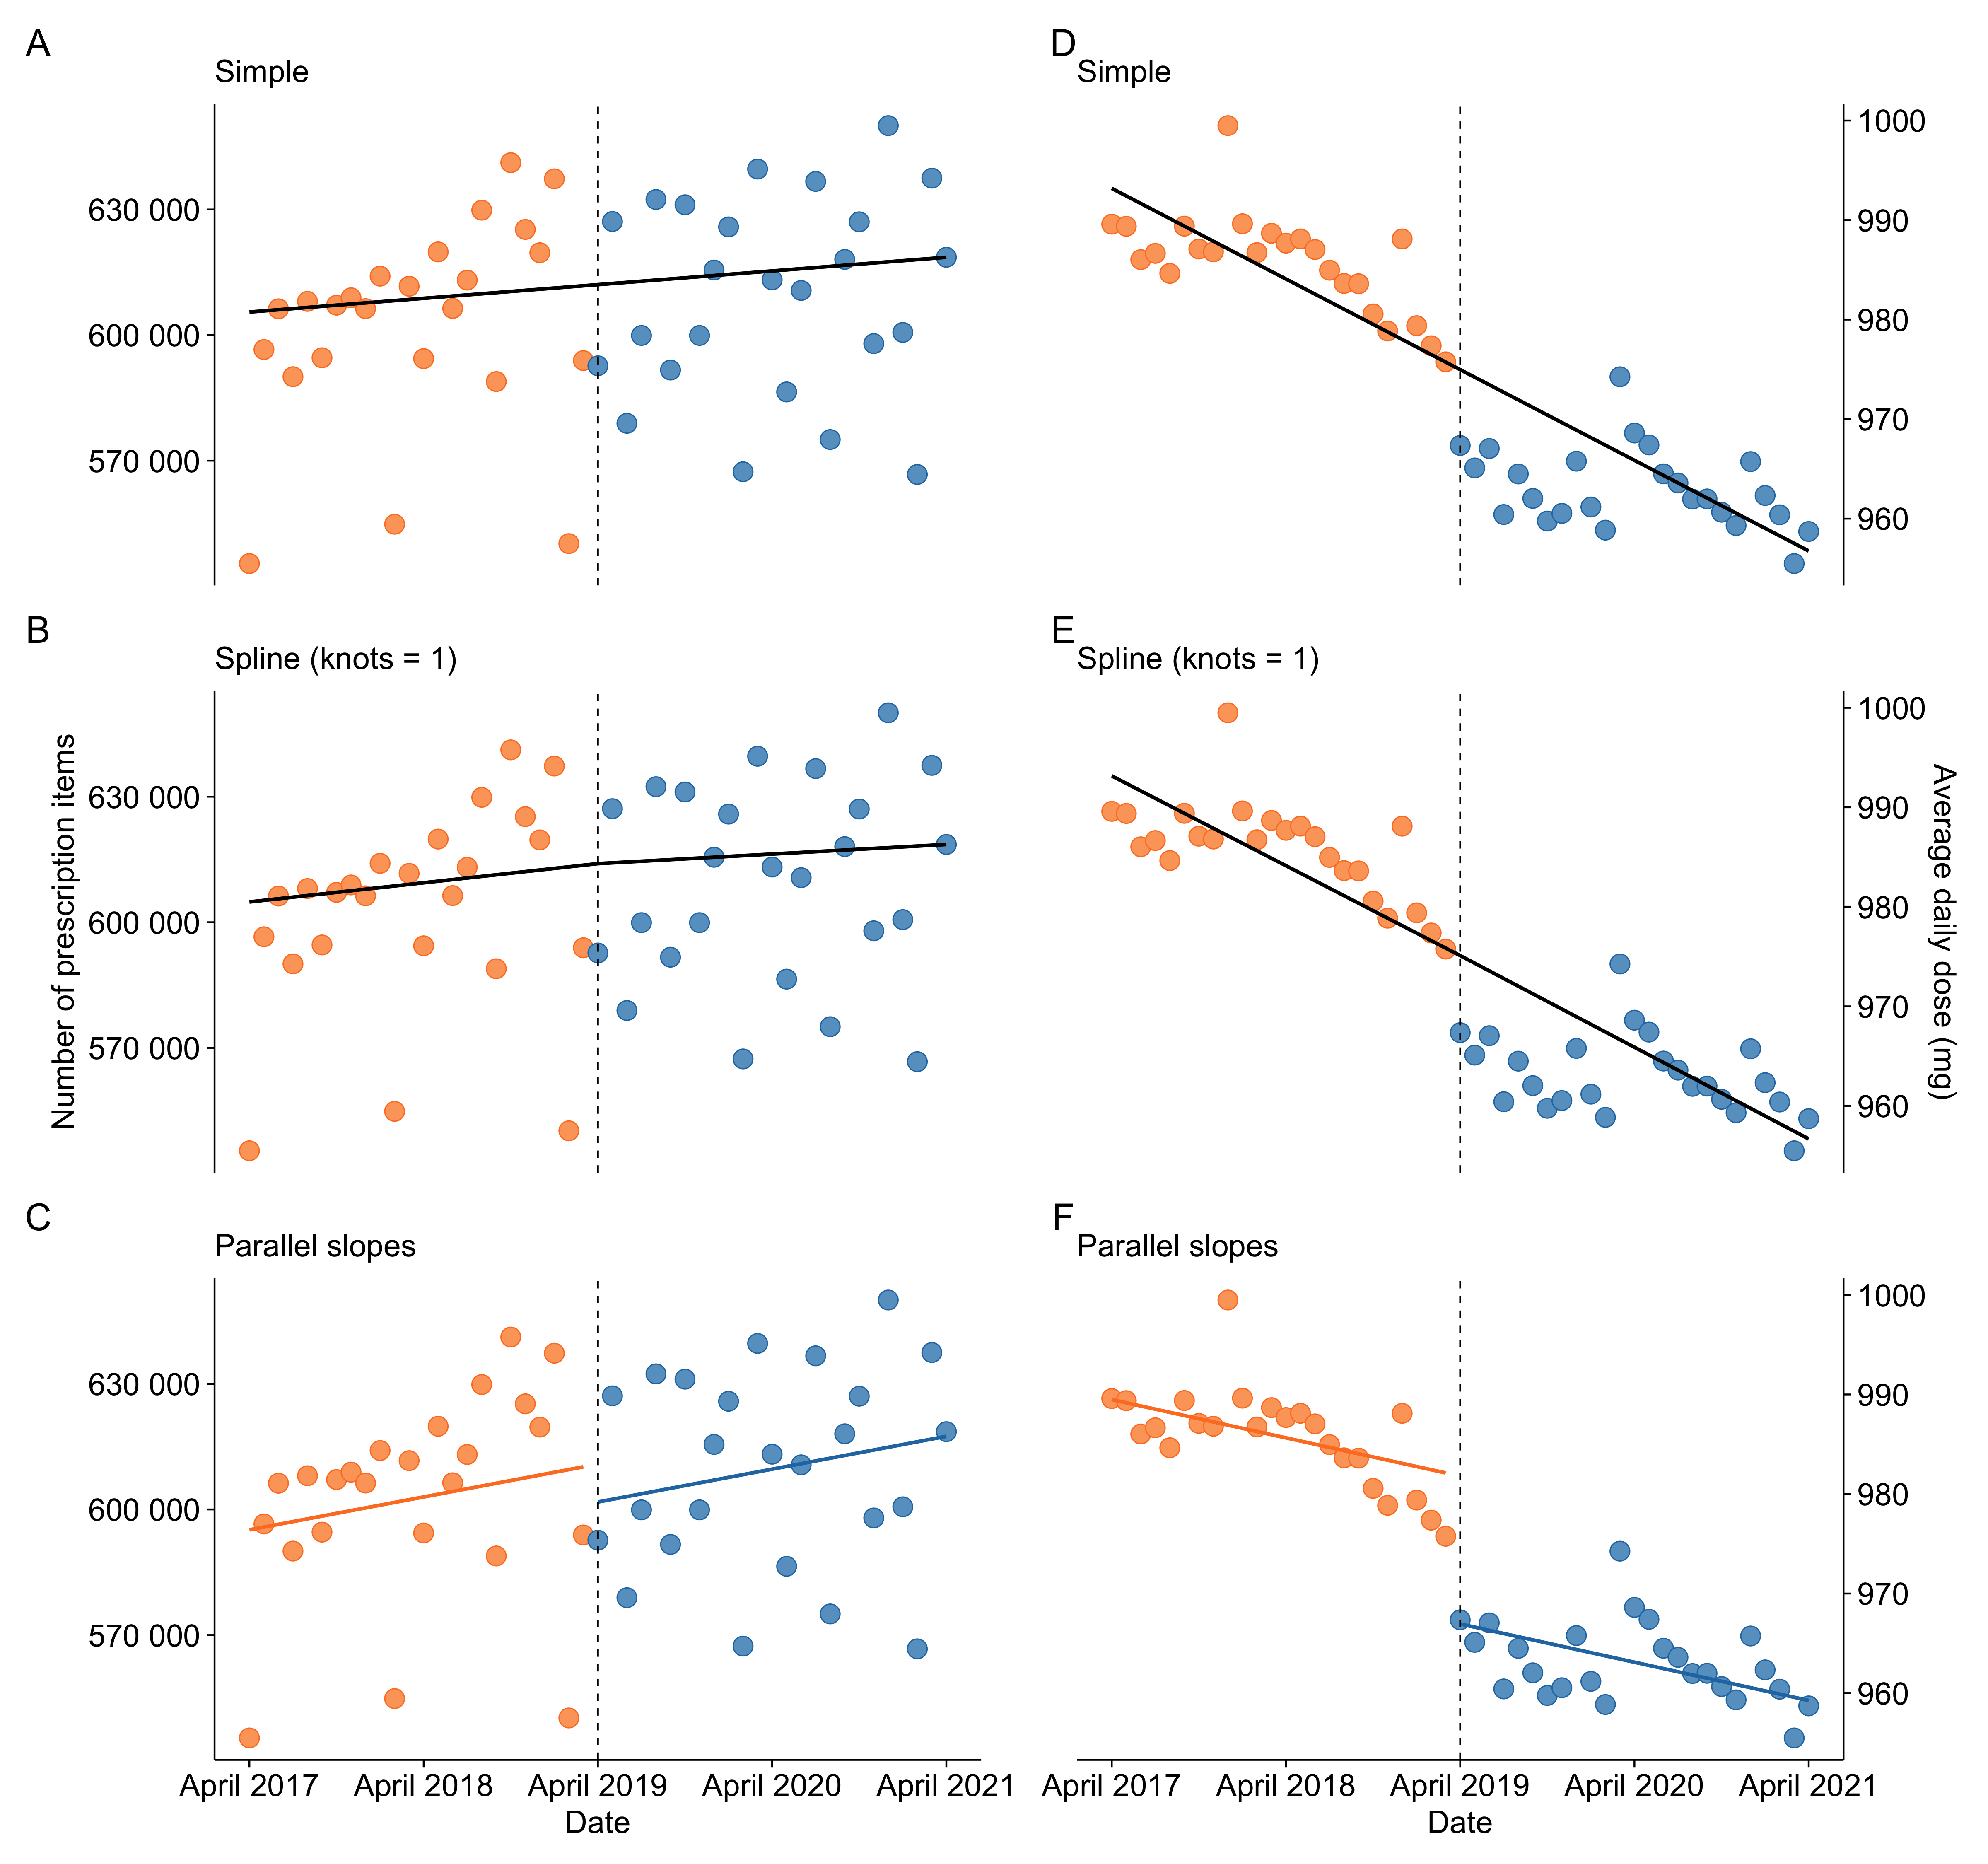 A
Simple
630 000
600 000
570 000
D
Simple
1000
990
980
970
960
B
Spline (knots = 1)
Number of prescription items
630 000
600 000
570 000
E
Spline (knots = 1)
1000
990
980
970
960
Average daily dose (mg)
C
Parallel slopes
630 000
600 000
570 000
April 2017 April 2018 April 2019 April 2020 April 2021
Date
F
Parallel slopes
1000
990
980
970
960
April 2017 April 2018 April 2019 April 2020 April 2021
Date